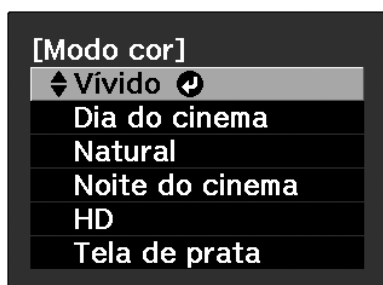 [Modo cor]
Vívido
Dia do cinema
Natural
Noite do cinema
HD
Tela de prata